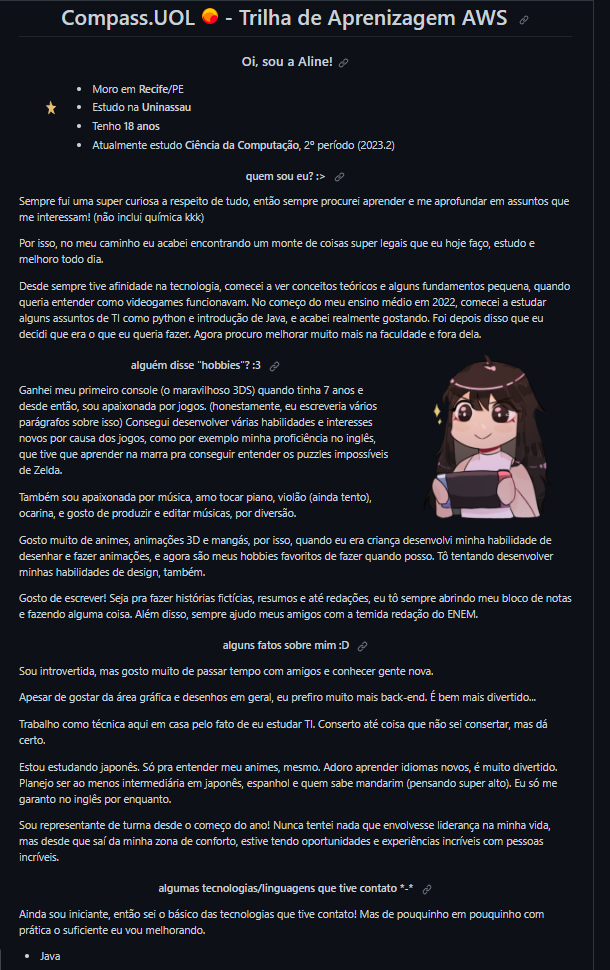 Compass.UOL - Trilha de Aprenizagem AWS
Oi, sou a Aline!
Moro em Recife/PE
Estudo na Uninassau
Tenho 18 anos
Atualmente estudo Ciência da Computação, 2º período (2023.2)
quem sou eu? :>
Sempre fui uma super curiosa a respeito de tudo, então sempre procurei aprender e me aprofundar em assuntos que
me interessam! (não inclui química kkk)
Por isso, no meu caminho eu acabei encontrando um monte de coisas super legais que eu hoje faço, estudo e
melhoro todo dia.
Desde sempre tive afinidade na tecnologia, comecei a ver conceitos teóricos e alguns fundamentos pequena, quando
queria entender como videogames funcionavam. No começo do meu ensino médio em 2022, comecei a estudar
alguns assuntos de TI como python e introdução de Java, e acabei realmente gostando. Foi depois disso que eu
decidi que era o que eu queria fazer. Agora procuro melhorar muito mais na faculdade e fora dela.
alguém disse "hobbies"? :3
Ganhei meu primeiro console (o maravilhoso 3DS) quando tinha 7 anos e
desde então, sou apaixonada por jogos. (honestamente, eu escreveria vários
parágrafos sobre isso) Consegui desenvolver várias habilidades e interesses
novos por causa dos jogos, como por exemplo minha proficiência no inglês,
que tive que aprender na marra pra conseguir entender os puzzles impossíveis
de Zelda.
Também sou apaixonada por música, amo tocar piano, violão (ainda tento),
ocarina, e gosto de produzir e editar músicas, por diversão.
Gosto muito de animes, animações 3D e mangás, por isso, quando eu era criança desenvolvi minha habilidade de
desenhar e fazer animações, e agora são meus hobbies favoritos de fazer quando posso. Tô tentando desenvolver
minhas habilidades de design, também.
Gosto de escrever! Seja pra fazer histórias fictícias, resumos e até redações, eu tô sempre abrindo meu bloco de notas
e fazendo alguma coisa. Além disso, sempre ajudo meus amigos com a temida redação do ENEM.
alguns fatos sobre mim :D
Sou introvertida, mas gosto muito de passar tempo com amigos e conhecer gente nova.
Apesar de gostar da área gráfica e desenhos em geral, eu prefiro muito mais back-end. É bem mais divertido...
Trabalho como técnica aqui em casa pelo fato de eu estudar TI. Conserto até coisa que não sei consertar, mas dá
certo.
Estou estudando japonês. Só pra entender meu animes, mesmo. Adoro aprender idiomas novos, é muito divertido.
Planejo ser ao menos intermediária em japonês, espanhol e quem sabe mandarim (pensando super alto). Eu só me
garanto no inglês por enquanto.
Sou representante de turma desde o começo do ano! Nunca tentei nada que envolvesse liderança na minha vida,
mas desde que saí da minha zona de conforto, estive tendo oportunidades e experiências incríveis com pessoas
incríveis.
algumas tecnologias/linguagens que tive contato *-*
Ainda sou iniciante, então sei o básico das tecnologias que tive contato! Mas de pouquinho em pouquinho com
prática o suficiente eu vou melhorando.
Java